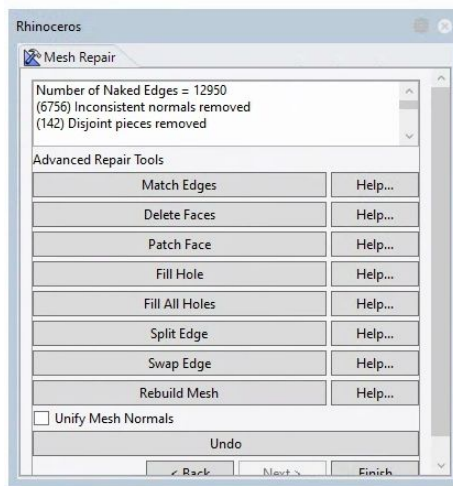 Rhinoceros
Mesh Repair
Number of Naked Edges = 12950
(6756) Inconsistent normals removed
(142) Disjoint pieces removed
Advanced Repair Tools
Match Edges Help...
Delete Faces Help...
Patch Face Help...
Fill Hole Help...
Fill All Holes Help...
Split Edge Help...
Swap Edge Help...
Rebuild Mesh Help...
Unify Mesh Normals
Undo
< Back Next > Finish